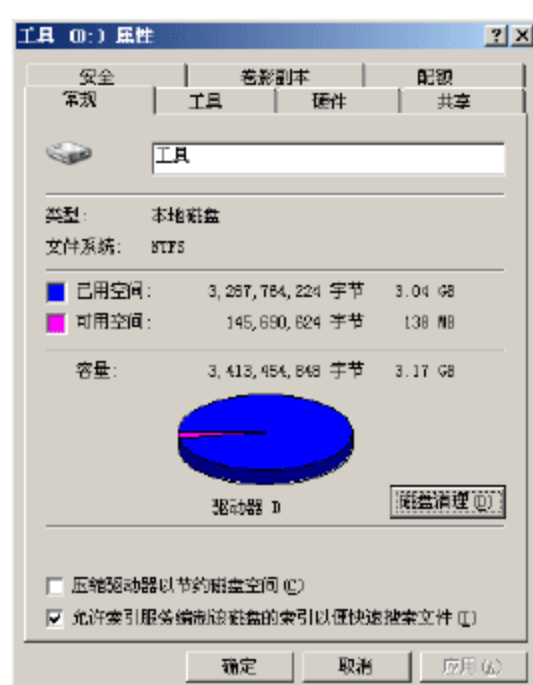 工具 (D:) 属性
安全 卷影副本 配额
常规 工具 硬件 共享
工具
类型: 本地磁盘
文件系统: NTFS
已用空间: 3,267,764,224 字节 3.04 GB
可用空间: 145,690,624 字节 138 MB
容量: 3,413,454,848 字节 3.17 GB
驱动器 D
磁盘清理(D)
压缩驱动器以节约磁盘空间(C)
允许索引服务编制该磁盘的索引以便快速搜索文件(I)
确定 取消 应用(A)